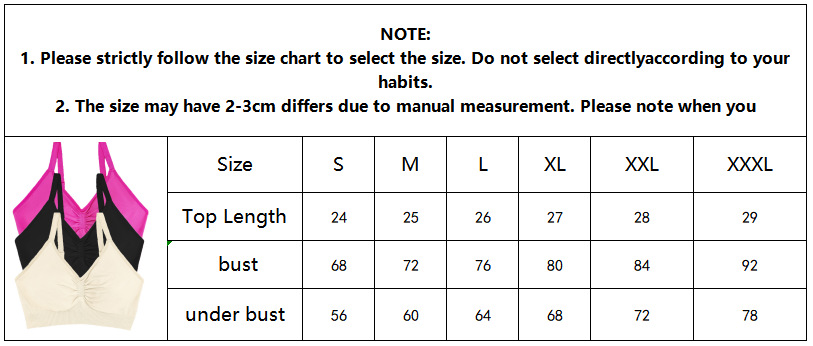 NOTE:
1. Please strictly follow the size chart to select the size. Do not select directlyaccording to your
habits.
2. The size may have 2-3cm differs due to manual measurement. Please note when you
Size S M L XL XXL XXXL
Top Length 24 25 26 27 28 29
bust 68 72 76 80 84 92
under bust 56 60 64 68 72 78